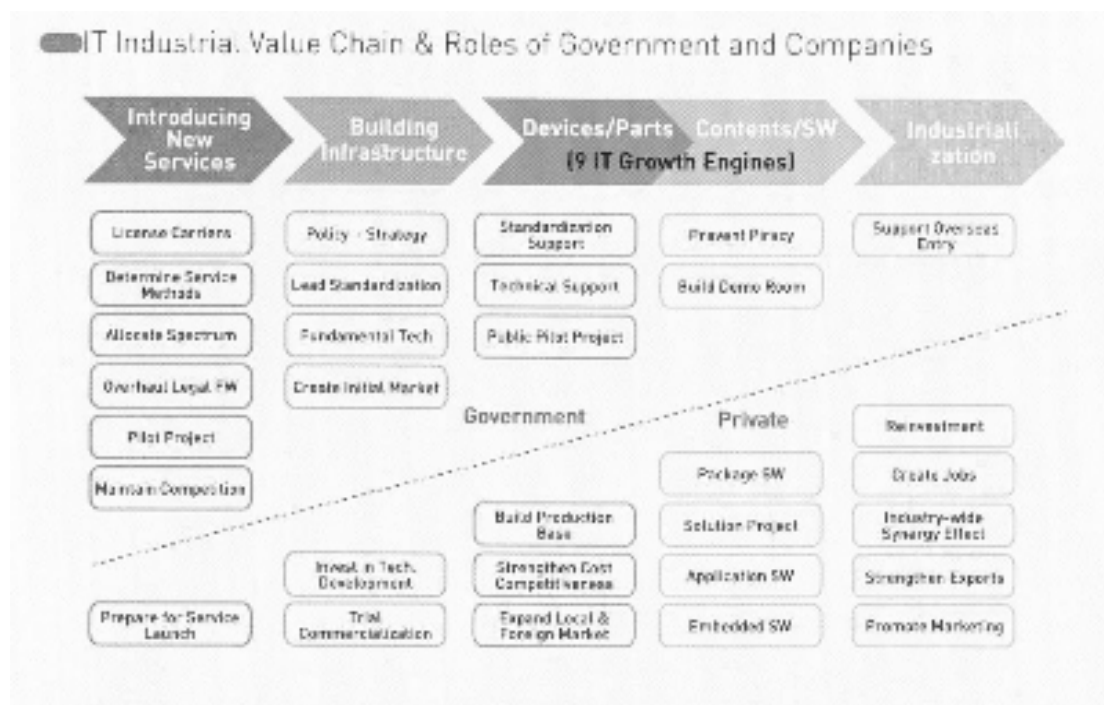 IT Industrial Value Chain & Roles of Government and Companies
Introducing
New
Services
Building
Infrastructure
Devices/Parts
Contents/SW
(9 IT Growth Engines)
Industriali
zation
License Carriers
Determine Service
Methods
Allocate Spectrum
Overhaul Legal FW
Pilot Project
Maintain Competition
Policy - Strategy
Lead Standardization
Fundamental Tech
Create Initial Market
Standardization
Support
Technical Support
Public Pilot Project
Prevent Piracy
Build Demo Room
Support Overseas
Entry
Government
Private
Prepare for Service
Launch
Invest in Tech.
Development
Trial
Commercialization
Build Production
Base
Strengthen Cost
Competitiveness
Expand Local &
Foreign Market
Package SW
Solution Project
Application SW
Embedded SW
Reinvestment
Create Jobs
Industry-wide
Synergy Effect
Strengthen Exports
Promote Marketing